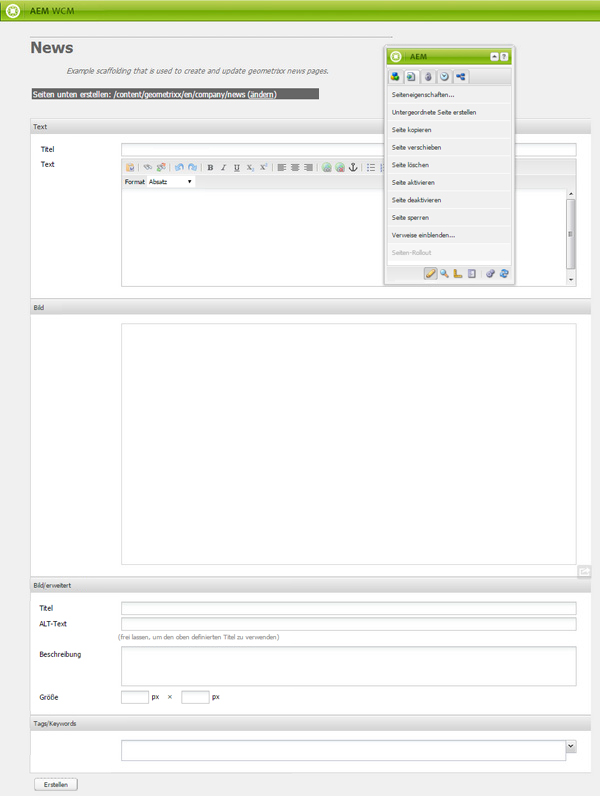 AEM WCM
News
Example scaffolding that is used to create and update geometrixx news pages.
Seiten unten erstellen: /content/geometrixx/en/company/news (ändern)
AEM
?
Seiteneigenschaften...
Untergeordnete Seite erstellen
Seite kopieren
Seite verschieben
Seite löschen
Seite aktivieren
Seite deaktivieren
Seite sperren
Verweise einblenden...
Seiten-Rollout
Text
Titel
Text
B I U X₂ X²
Format Absatz
Bild
Bild/erweitert
Titel
ALT-Text
(frei lassen, um den oben definierten Titel zu verwenden)
Beschreibung
Größe px × px
Tags/Keywords
Erstellen